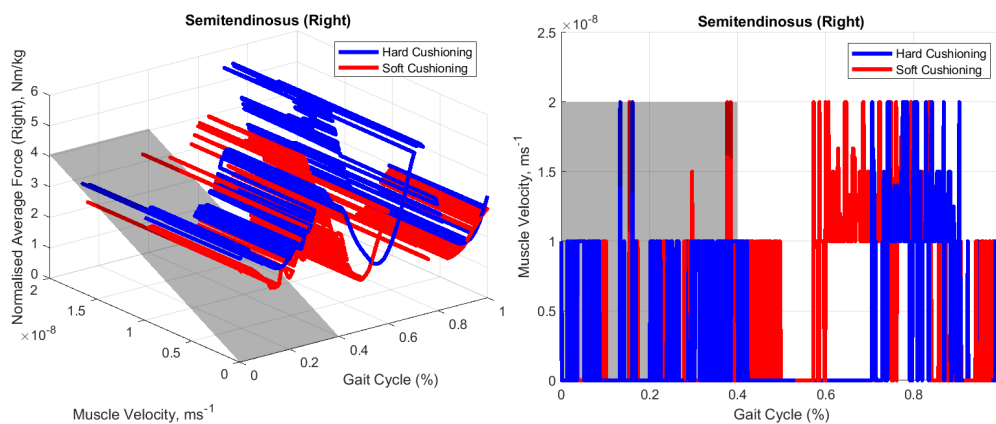 Semitendinosus (Right)
Hard Cushioning
Soft Cushioning
Normalised Average Force (Right), Nm/kg
6
5
4
3
2
1
0
2
1.5
1
0.5
0
×10⁻⁸
Muscle Velocity, ms⁻¹
0
0.2
0.4
0.6
0.8
1
Gait Cycle (%)
Semitendinosus (Right)
×10⁻⁸
Hard Cushioning
Soft Cushioning
Muscle Velocity, ms⁻¹
2.5
2
1.5
1
0.5
0
0
0.2
0.4
0.6
0.8
Gait Cycle (%)